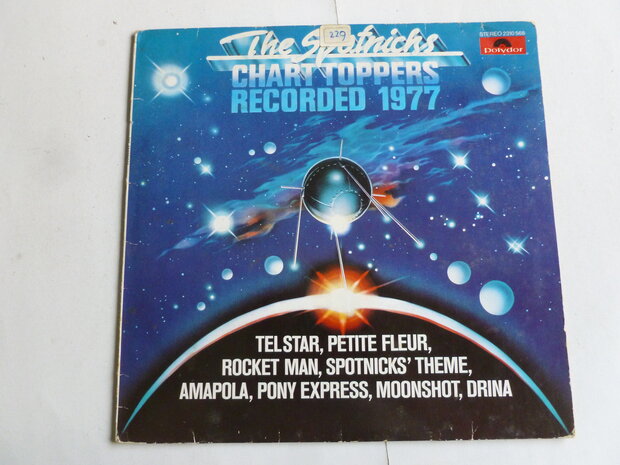 229
The Spotnicks
STEREO 2310 568
Polydor
CHART TOPPERS
RECORDED 1977
TELSTAR, PETITE FLEUR,
ROCKET MAN, SPOTNICKS' THEME,
AMAPOLA, PONY EXPRESS, MOONSHOT, DRINA